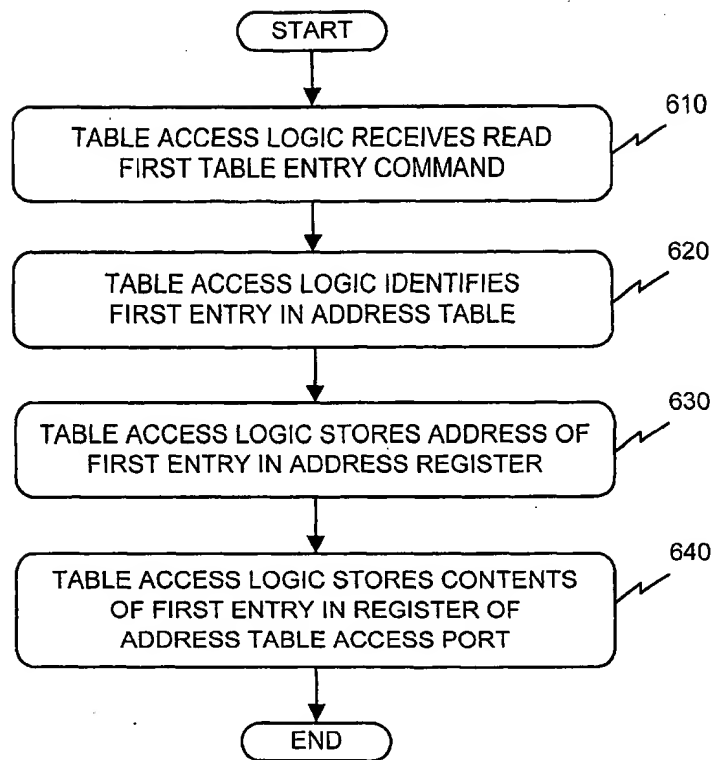 START
610
TABLE ACCESS LOGIC RECEIVES READ
FIRST TABLE ENTRY COMMAND
620
TABLE ACCESS LOGIC IDENTIFIES
FIRST ENTRY IN ADDRESS TABLE
630
TABLE ACCESS LOGIC STORES ADDRESS OF
FIRST ENTRY IN ADDRESS REGISTER
640
TABLE ACCESS LOGIC STORES CONTENTS
OF FIRST ENTRY IN REGISTER OF
ADDRESS TABLE ACCESS PORT
END